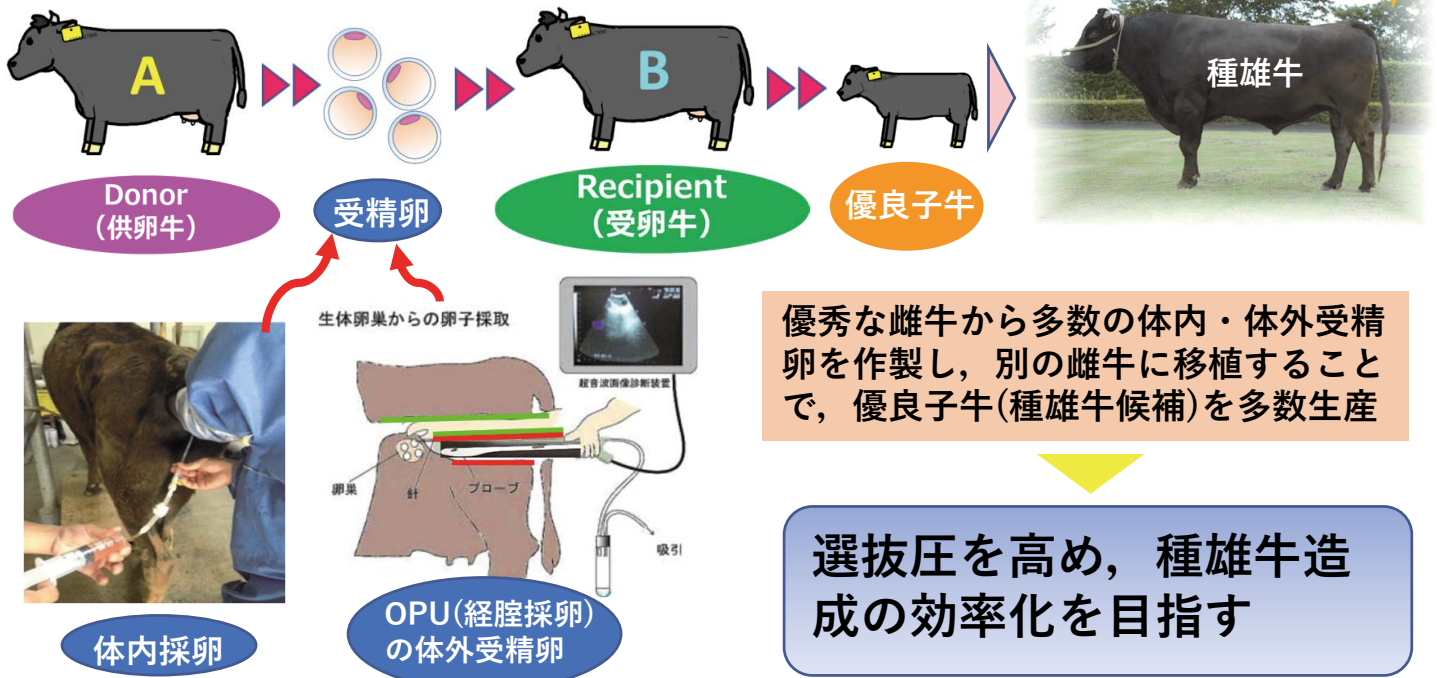 A
B
種雄牛
Donor
(供卵牛)
受精卵
Recipient
(受卵牛)
優良子牛
生体卵巣からの卵子採取
超音波画像診断装置
卵巣
針
プローブ
吸引
体内採卵
OPU(経腟採卵)
の体外受精卵
優秀な雌牛から多数の体内・体外受精
卵を作製し，別の雌牛に移植すること
で，優良子牛(種雄牛候補)を多数生産
選抜圧を高め，種雄牛造
成の効率化を目指す